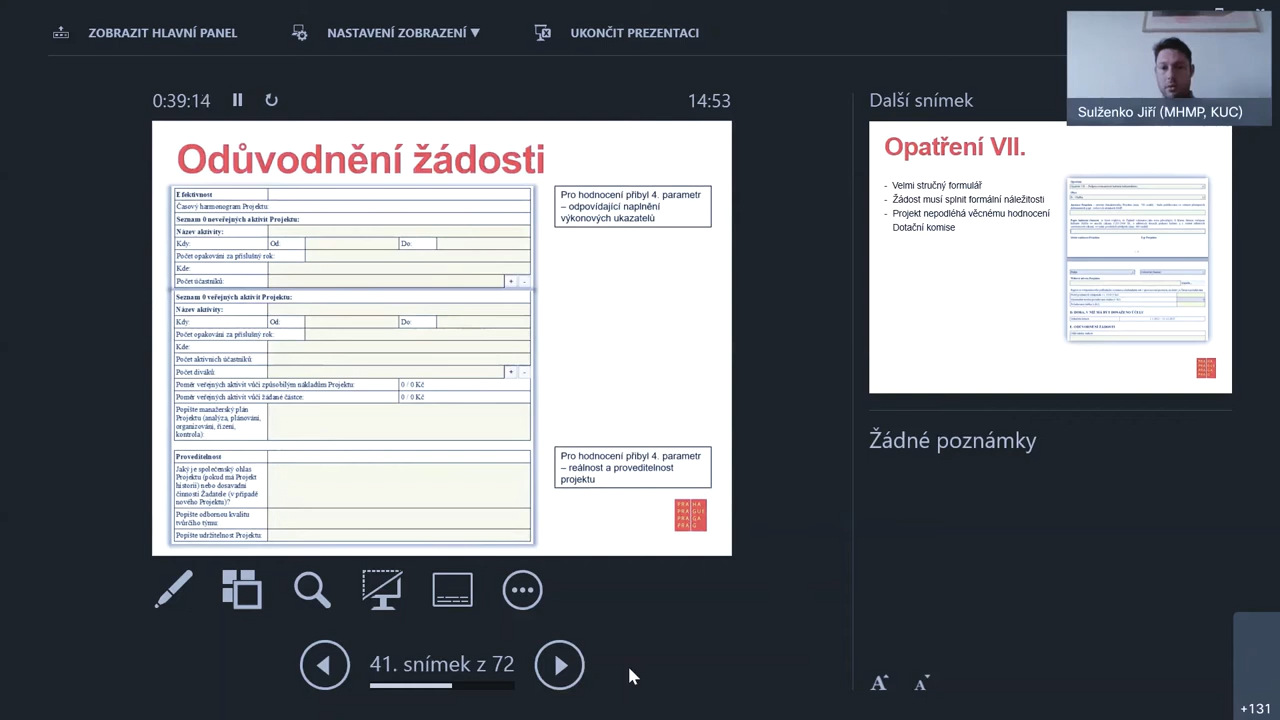 ZOBRAZIT HLAVNÍ PANEL
NASTAVENÍ ZOBRAZENÍ ▼
UKONČIT PREZENTACI
0:39:14
14:53
Další snímek
Sulženko Jiří (MHMP, KUC)
Odůvodnění žádosti
Efektivnost
Časový harmonogram Projektu:
Seznam 0 neveřejných aktivit Projektu:
Název aktivity:
Kdy: Od: Do:
Počet opakování za příslušný rok:
Kde:
Počet účastníků: + -
Seznam 0 veřejných aktivit Projektu:
Název aktivity:
Kdy: Od: Do:
Počet opakování za příslušný rok:
Kde:
Počet aktivních účastníků:
Počet diváků: + -
Poměr veřejných aktivit vůči způsobilým nákladům Projektu: 0 / 0 Kč
Poměr veřejných aktivit vůči žádané částce: 0 / 0 Kč
Popište manažerský plán
Projektu (analýza, plánování,
organizování, řízení,
kontrola):
Proveditelnost
Jaký je společenský ohlas
Projektu (pokud má Projekt
historii) nebo dosavadní
činnosti Žadatele (v případě
nového Projektu)?
Popište odbornou kvalitu
tvůrčího týmu:
Popište udržitelnost Projektu:
Pro hodnocení přibyl 4. parametr
– odpovídající naplnění
výkonových ukazatelů
Pro hodnocení přibyl 4. parametr
– reálnost a proveditelnost
projektu
PRA HA
PRA GUE
PRA GA
PRA G
Opatření VII.
- Velmi stručný formulář
- Žádost musí splnit formální náležitosti
- Projekt nepodléhá věcnému hodnocení
- Dotační komise
Žádné poznámky
41. snímek z 72
A A
+131